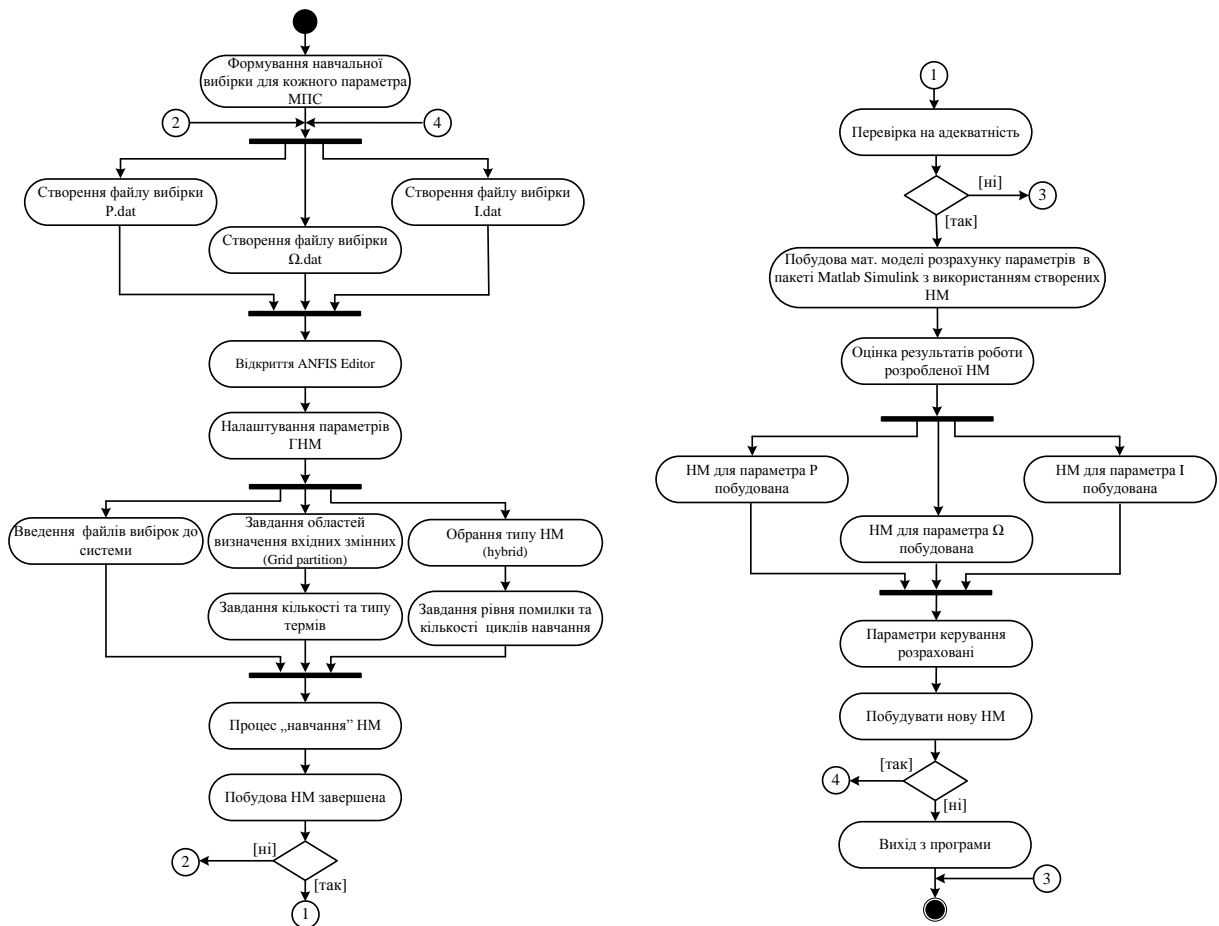 Формування навчальної
вибірки для кожного параметра
МПС
2
4
Створення файлу вибірки
P.dat
Створення файлу вибірки
I.dat
Створення файлу вибірки
Ω.dat
Відкриття ANFIS Editor
Налаштування параметрів
ГНМ
Введення файлів вибірок до
системи
Завдання областей
визначення вхідних змінних
(Grid partition)
Обрання типу НМ
(hybrid)
Завдання кількості та типу
термів
Завдання рівня помилки та
кількості циклів навчання
Процес „навчання” НМ
Побудова НМ завершена
[ні]
2
[так]
1
1
Перевірка на адекватність
[ні]
3
[так]
Побудова мат. моделі розрахунку параметрів в
пакеті Matlab Simulink з використанням створених
НМ
Оцінка результатів роботи
розробленої НМ
НМ для параметра P
побудована
НМ для параметра I
побудована
НМ для параметра Ω
побудована
Параметри керування
розраховані
Побудувати нову НМ
[так]
4
[ні]
Вихід з програми
3